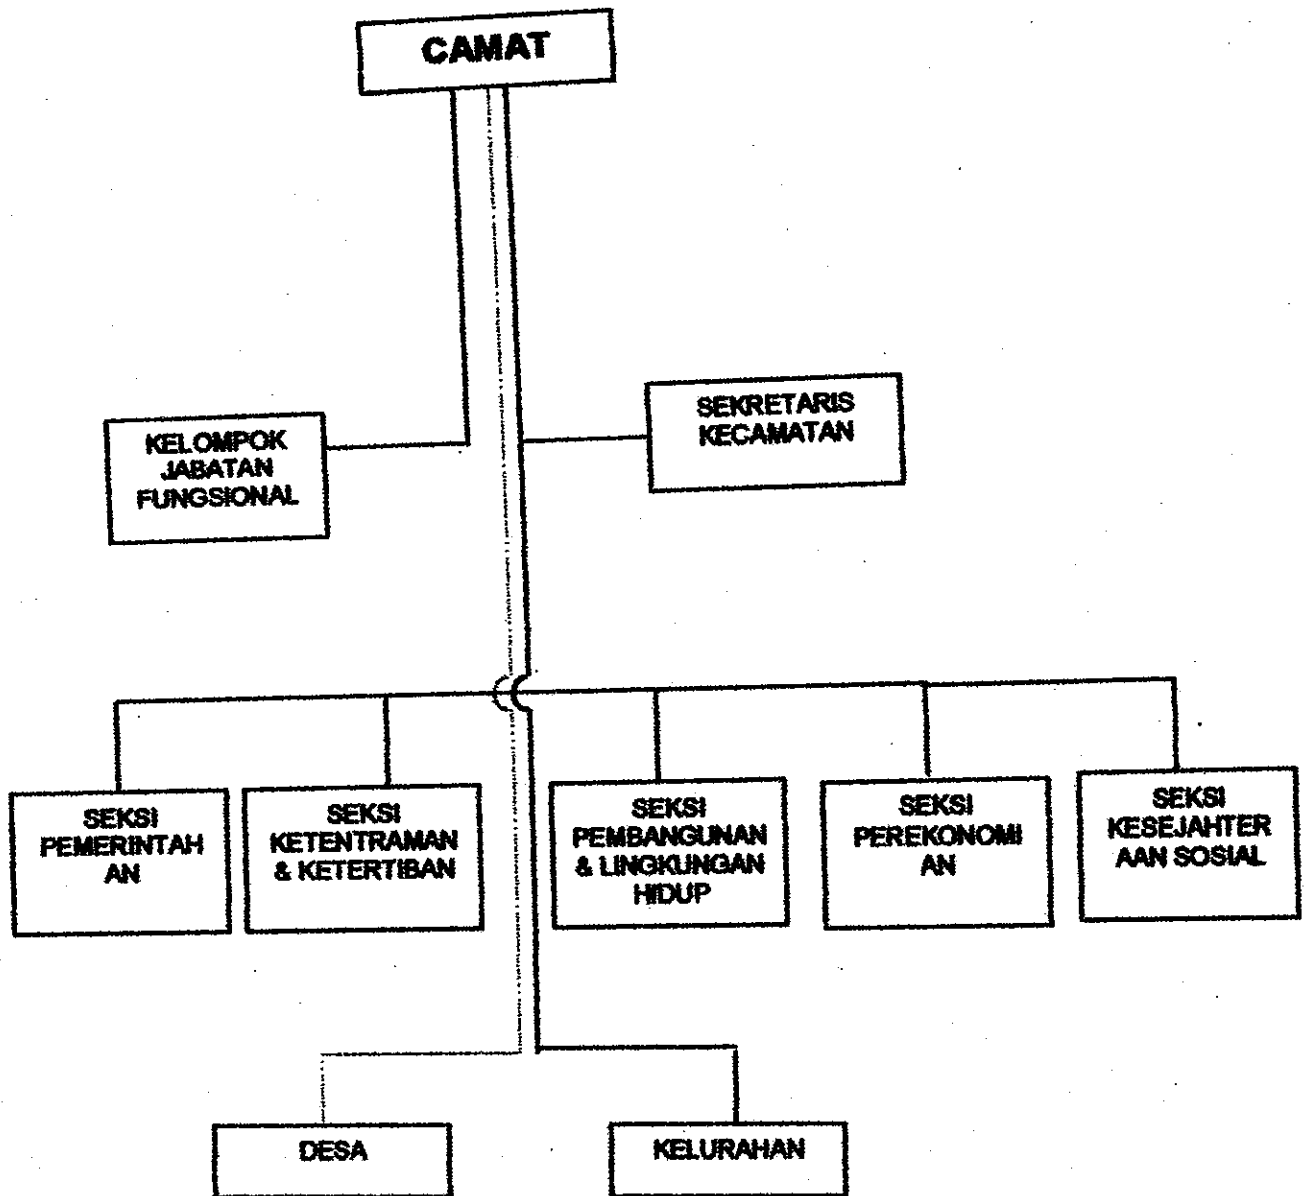 CAMAT
KELOMPOK
JABATAN
FUNGSIONAL
SEKRETARIS
KECAMATAN
SEKSI
PEMERINTAH
AN
SEKSI
KETENTRAMAN
& KETERTIBAN
SEKSI
PEMBANGUNAN
& LINGKUNGAN
HIDUP
SEKSI
PEREKONOMI
AN
SEKSI
KESEJAHTER
AAN SOSIAL
DESA
KELURAHAN